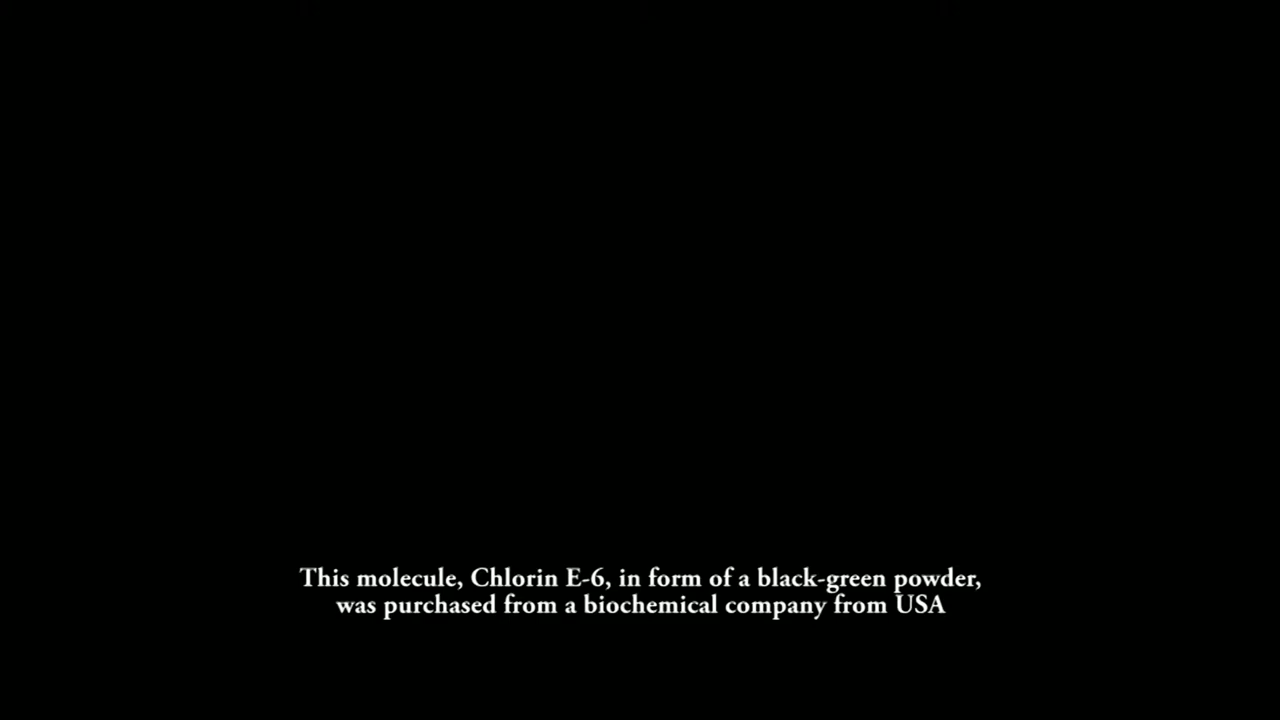 This molecule, Chlorin E-6, in form of a black-green powder,
was purchased from a biochemical company from USA